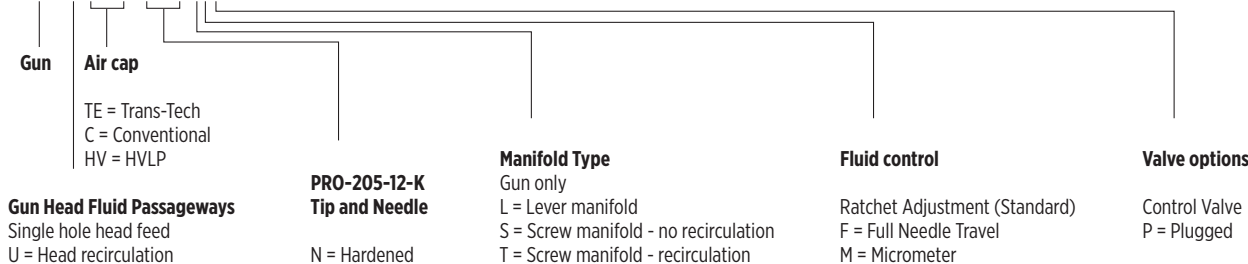 Gun
Air cap
TE = Trans-Tech
C = Conventional
HV = HVLP
Gun Head Fluid Passageways
Single hole head feed
U = Head recirculation
PRO-205-12-K
Tip and Needle
N = Hardened
Manifold Type
Gun only
L = Lever manifold
S = Screw manifold - no recirculation
T = Screw manifold - recirculation
Fluid control
Ratchet Adjustment (Standard)
F = Full Needle Travel
M = Micrometer
Valve options
Control Valve
P = Plugged